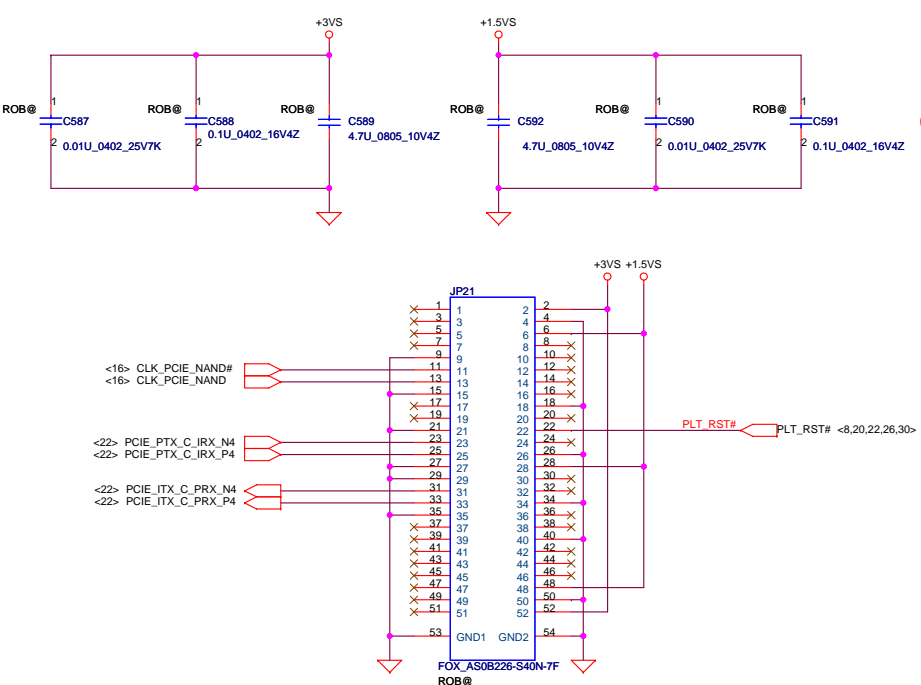 +3VS
+1.5VS
ROB@ 1 C587 2 0.01U_0402_25V7K
ROB@ 1 C588 2 0.1U_0402_16V4Z
ROB@ C589 4.7U_0805_10V4Z
ROB@ C592 4.7U_0805_10V4Z
ROB@ 1 C590 2 0.01U_0402_25V7K
ROB@ 1 C591 2 0.1U_0402_16V4Z
+3VS +1.5VS
JP21
1 1 2 2
3 3 4 4
5 5 6 6
7 7 8 8
9 9 10 10
<16> CLK_PCIE_NAND# 11 11 12 12
<16> CLK_PCIE_NAND 13 13 14 14
15 15 16 16
17 17 18 18
19 19 20 20
21 21 22 22 PLT_RST# PLT_RST# <8,20,22,26,30>
<22> PCIE_PTX_C_IRX_N4 23 23 24 24
<22> PCIE_PTX_C_IRX_P4 25 25 26 26
27 27 28 28
29 29 30 30
<22> PCIE_ITX_C_PRX_N4 31 31 32 32
<22> PCIE_ITX_C_PRX_P4 33 33 34 34
35 35 36 36
37 37 38 38
39 39 40 40
41 41 42 42
43 43 44 44
45 45 46 46
47 47 48 48
49 49 50 50
51 51 52 52
53 GND1 GND2 54
FOX_AS0B226-S40N-7F
ROB@